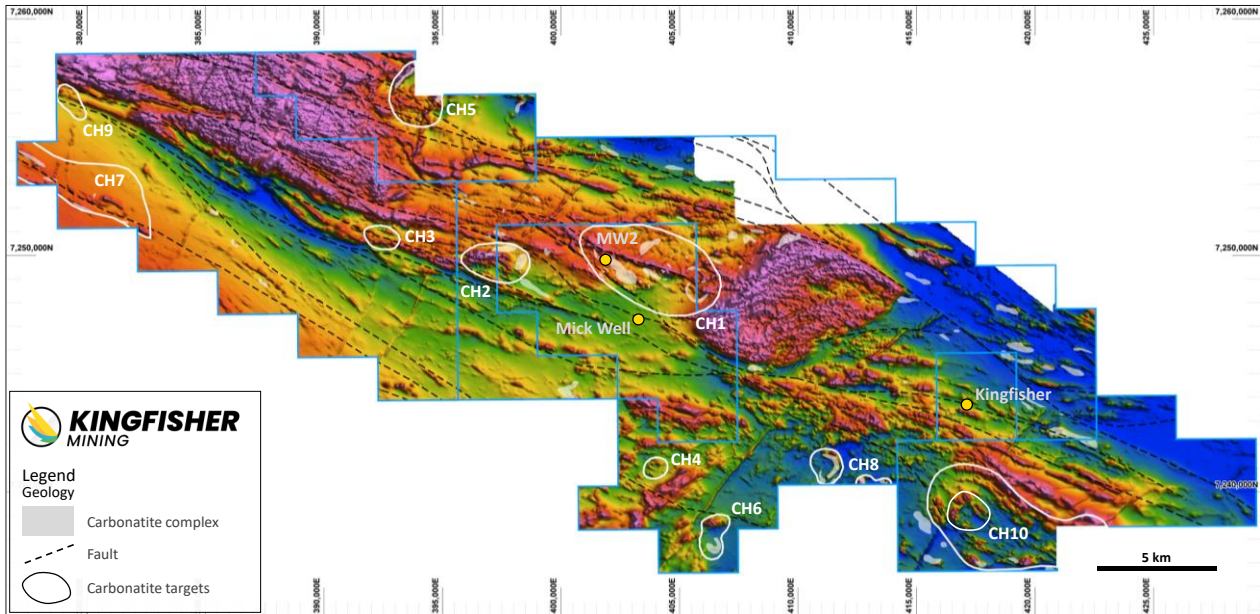 7,260,000N
380,000E
385,000E
390,000E
395,000E
400,000E
405,000E
410,000E
415,000E
420,000E
425,000E
7,260,000N
CH5
CH9
CH7
CH3
MW2
7,250,000N
7,250,000N
CH2
CH1
Mick Well
Kingfisher
KINGFISHER
MINING
CH4
CH8
Legend
Geology
7,240,000N
CH6
Carbonatite complex
CH10
Fault
5 km
Carbonatite targets
390,000E
395,000E
400,000E
405,000E
410,000E
415,000E
420,000E
425,000E